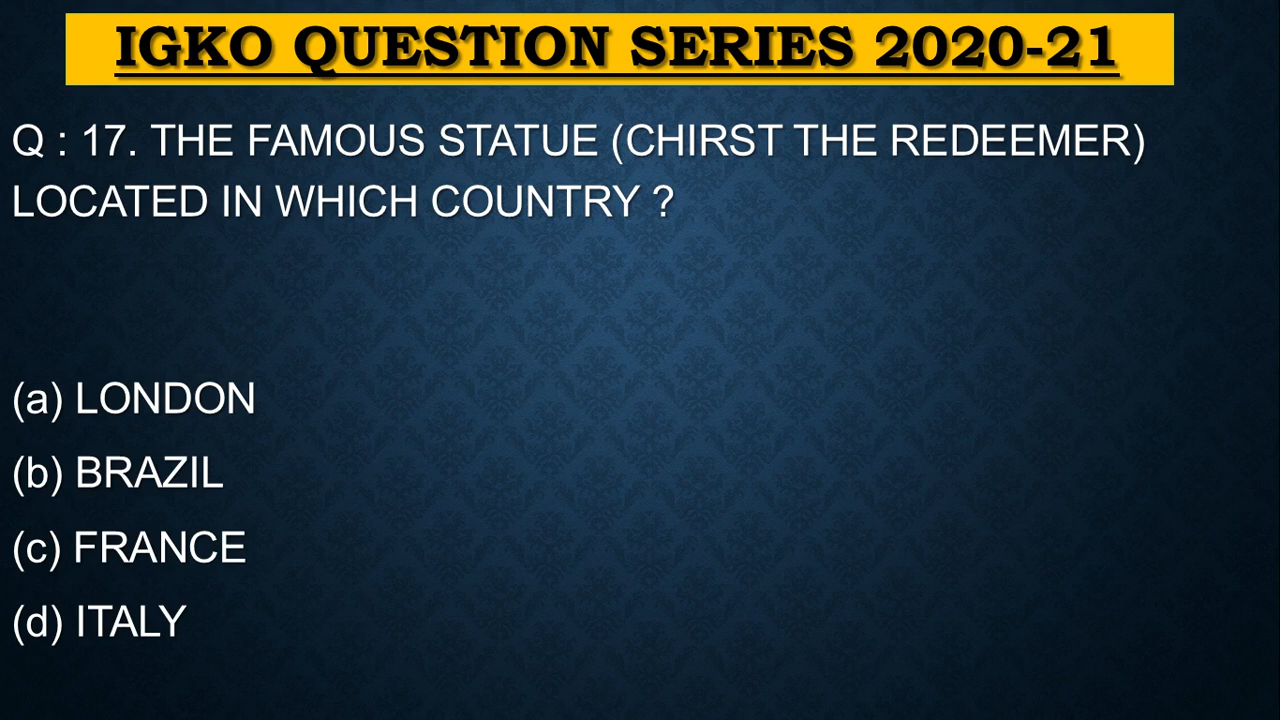 IGKO QUESTION SERIES 2020-21
Q : 17. THE FAMOUS STATUE (CHIRST THE REDEEMER)
LOCATED IN WHICH COUNTRY ?
(a) LONDON
(b) BRAZIL
(c) FRANCE
(d) ITALY